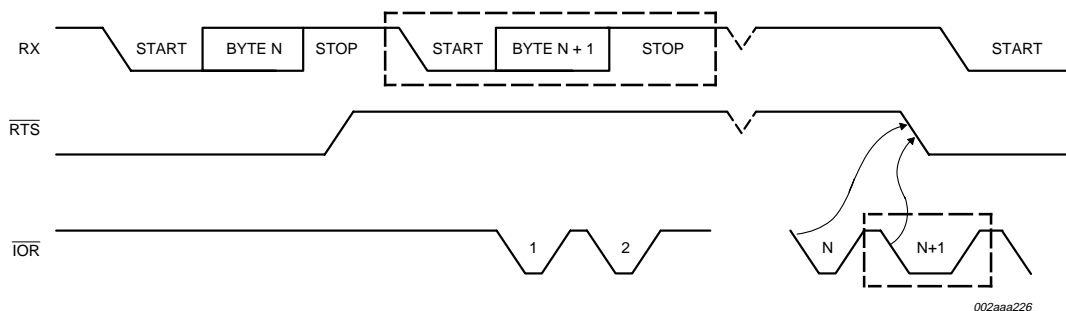 RX START BYTE N STOP START BYTE N + 1 STOP START
RTS
IOR 1 2 N N+1
002aaa226